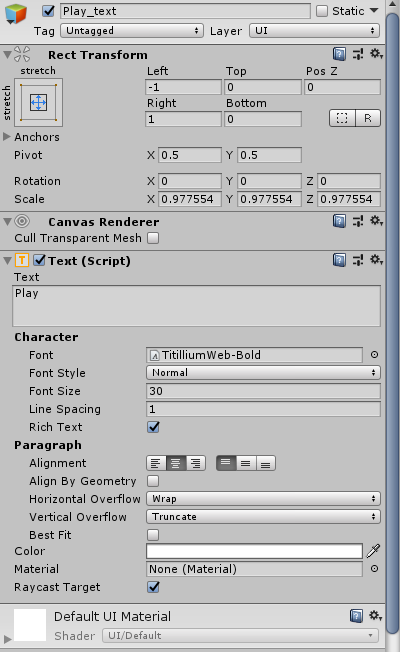 Play_text Static
Tag Untagged Layer UI
Rect Transform
stretch Left Top Pos Z
stretch -1 0 0
Right Bottom
1 0 R
Anchors
Pivot X 0.5 Y 0.5
Rotation X 0 Y 0 Z 0
Scale X 0.977554 Y 0.977554 Z 0.977554
Canvas Renderer
Cull Transparent Mesh
T Text (Script)
Text
Play
Character
Font TitilliumWeb-Bold
Font Style Normal
Font Size 30
Line Spacing 1
Rich Text
Paragraph
Alignment
Align By Geometry
Horizontal Overflow Wrap
Vertical Overflow Truncate
Best Fit
Color
Material None (Material)
Raycast Target
Default UI Material
Shader UI/Default